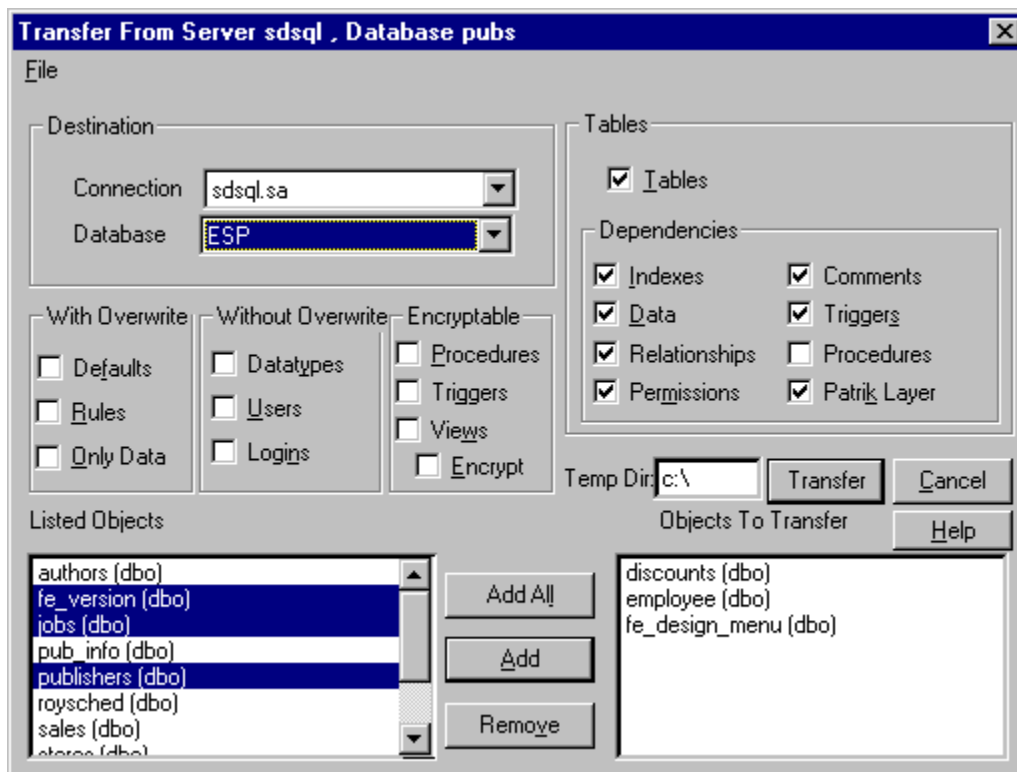 Transfer From Server sdsql , Database pubs
File
Destination
Connection
sdsql.sa
Database
ESP
Tables
Tables
Dependencies
Indexes
Comments
Data
Triggers
Relationships
Procedures
Permissions
Patrik Layer
With Overwrite
Defaults
Rules
Only Data
Without Overwrite
Datatypes
Users
Logins
Encryptable
Procedures
Triggers
Views
Encrypt
Temp Dir:
c:\
Transfer
Cancel
Help
Listed Objects
authors (dbo)
fe_version (dbo)
jobs (dbo)
pub_info (dbo)
publishers (dbo)
roysched (dbo)
sales (dbo)
Add All
Add
Remove
Objects To Transfer
discounts (dbo)
employee (dbo)
fe_design_menu (dbo)